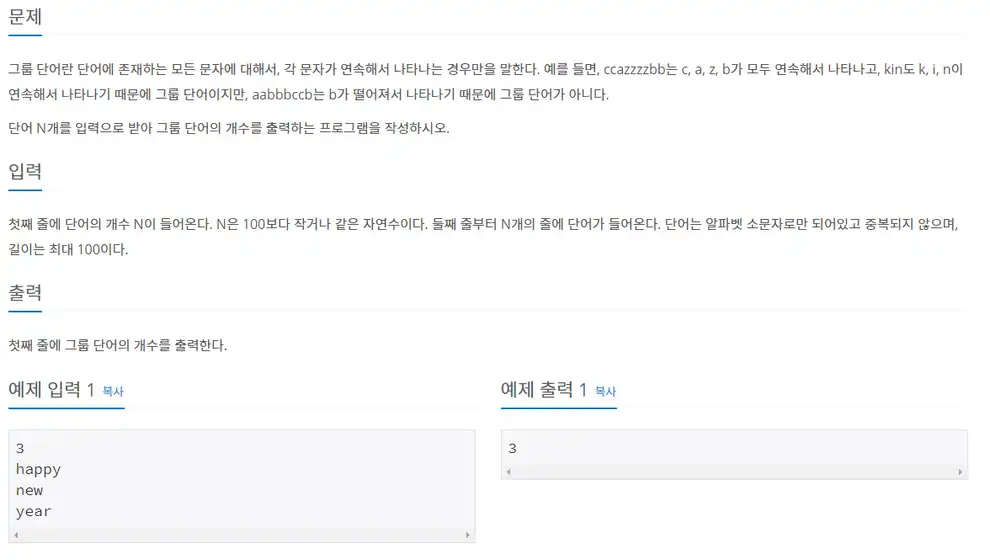 문제
그룹 단어란 단어에 존재하는 모든 문자에 대해서, 각 문자가 연속해서 나타나는 경우만을 말한다. 예를 들면, ccazzzzbb는 c, a, z, b가 모두 연속해서 나타나고, kin도 k, i, n이
연속해서 나타나기 때문에 그룹 단어이지만, aabbbccb는 b가 떨어져서 나타나기 때문에 그룹 단어가 아니다.
단어 N개를 입력으로 받아 그룹 단어의 개수를 출력하는 프로그램을 작성하시오.
입력
첫째 줄에 단어의 개수 N이 들어온다. N은 100보다 작거나 같은 자연수이다. 둘째 줄부터 N개의 줄에 단어가 들어온다. 단어는 알파벳 소문자로만 되어있고 중복되지 않으며,
길이는 최대 100이다.
출력
첫째 줄에 그룹 단어의 개수를 출력한다.
예제 입력 1 복사
3
happy
new
year
예제 출력 1 복사
3